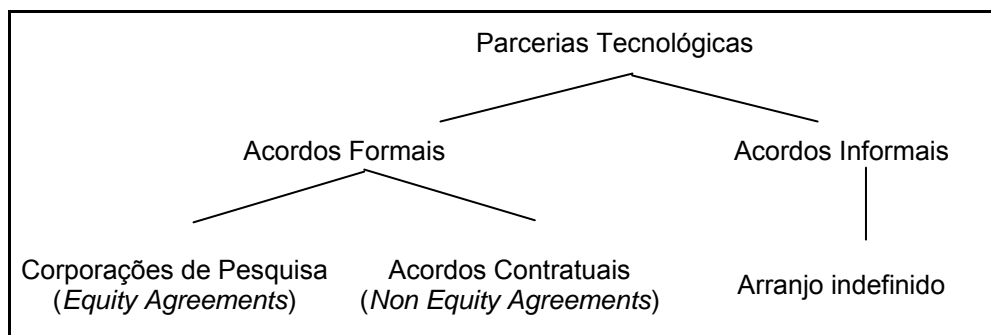 Parcerias Tecnológicas
Acordos Formais
Acordos Informais
Corporações de Pesquisa
(Equity Agreements)
Acordos Contratuais
(Non Equity Agreements)
Arranjo indefinido